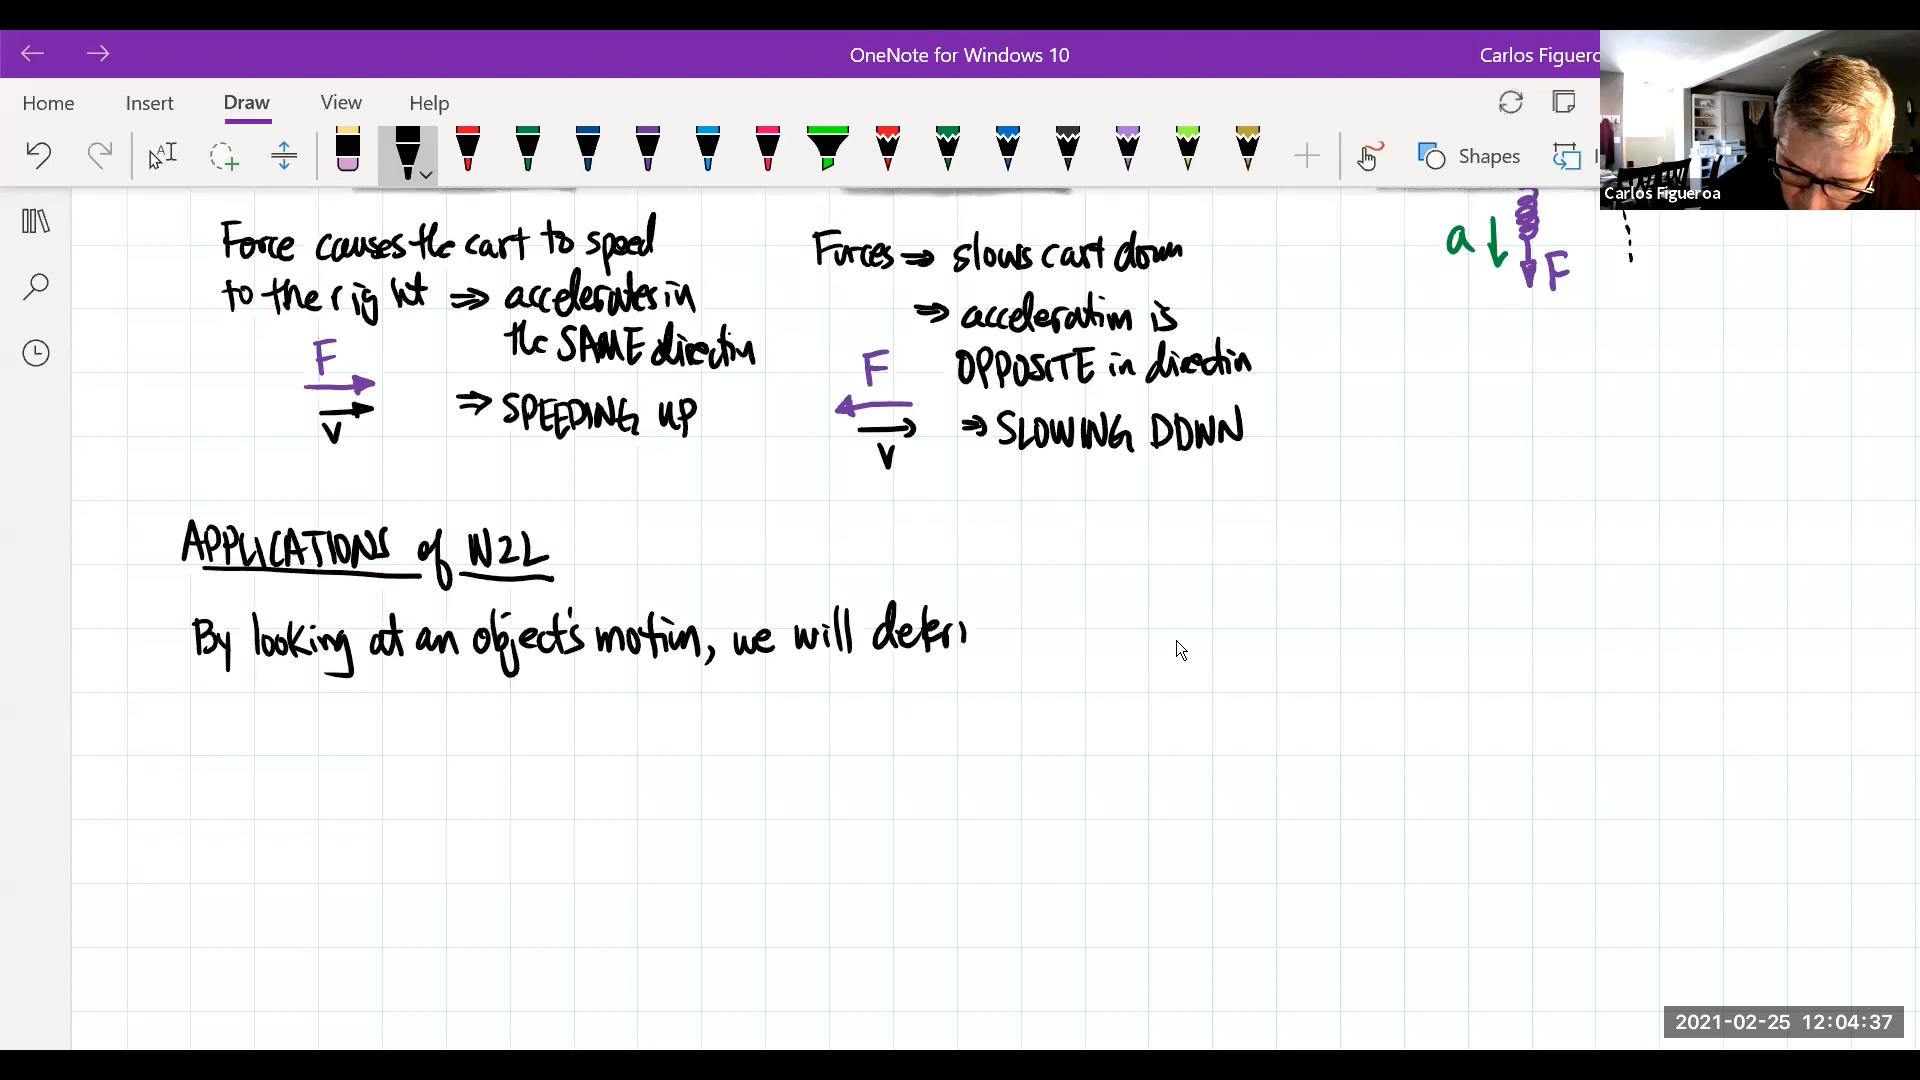 OneNote for Windows 10
Carlos Figuero
Home Insert Draw View Help
Shapes
Carlos Figueroa
Force causes the cart to speed
to the right ⇒ accelerates in
the SAME direction
⇒ SPEEDING UP
F
v
Forces ⇒ slows cart down
⇒ acceleration is
OPPOSITE in direction
⇒ SLOWING DOWN
F
v
a F
APPLICATIONS of N2L
By looking at an object's motion, we will deter
2021-02-25 12:04:37